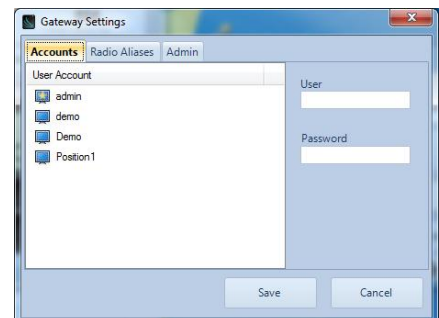 Gateway Settings
Accounts Radio Aliases Admin
User Account
admin
demo
Demo
Position1
User
Password
Save Cancel